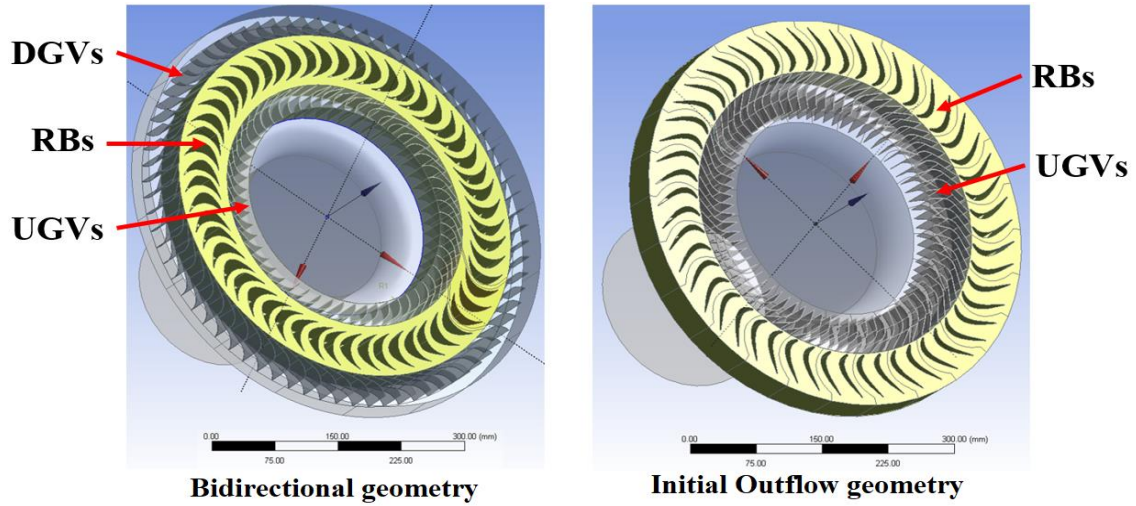 DGVs
RBs
UGVs
0.00 150.00 300.00 (mm)
75.00 225.00
Bidirectional geometry
RBs
UGVs
0.00 150.00 300.00 (mm)
75.00 225.00
Initial Outflow geometry